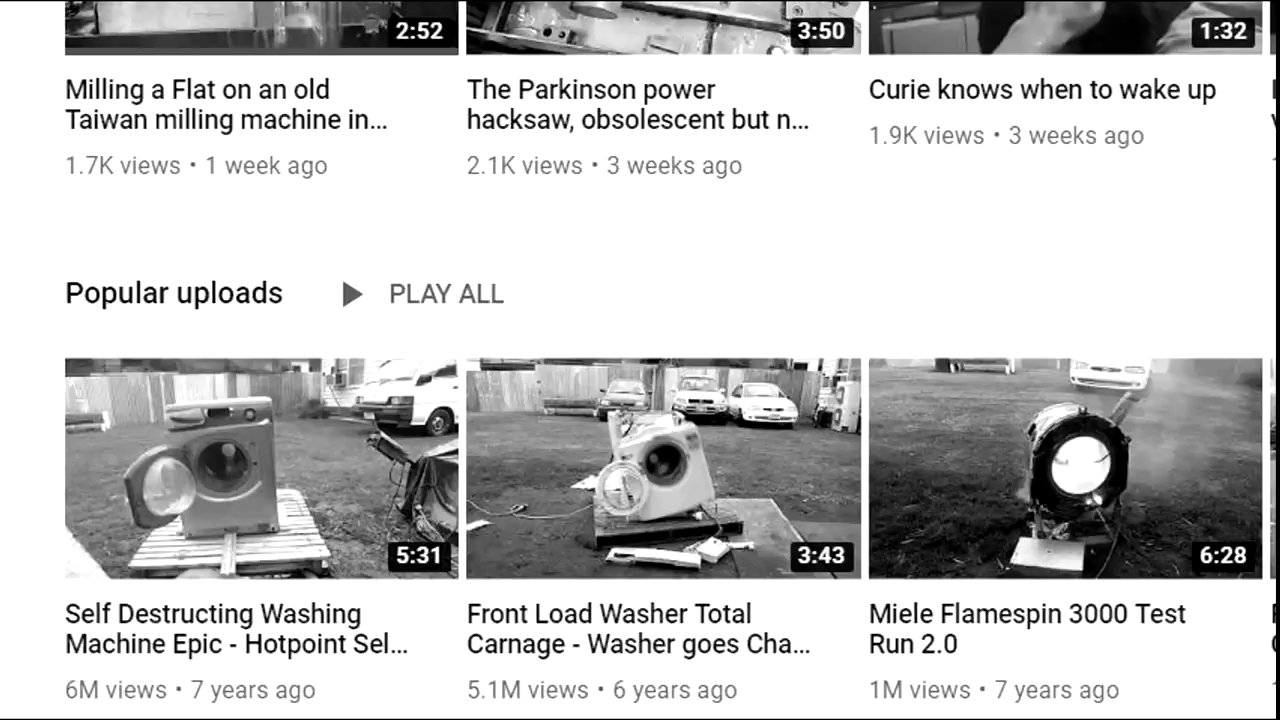 2:52
3:50
1:32
Milling a Flat on an old
Taiwan milling machine in...
1.7K views • 1 week ago
The Parkinson power
hacksaw, obsolescent but n...
2.1K views • 3 weeks ago
Curie knows when to wake up
1.9K views • 3 weeks ago
Popular uploads
PLAY ALL
5:31
3:43
6:28
Self Destructing Washing
Machine Epic - Hotpoint Sel...
6M views • 7 years ago
Front Load Washer Total
Carnage - Washer goes Cha...
5.1M views • 6 years ago
Miele Flamespin 3000 Test
Run 2.0
1M views • 7 years ago